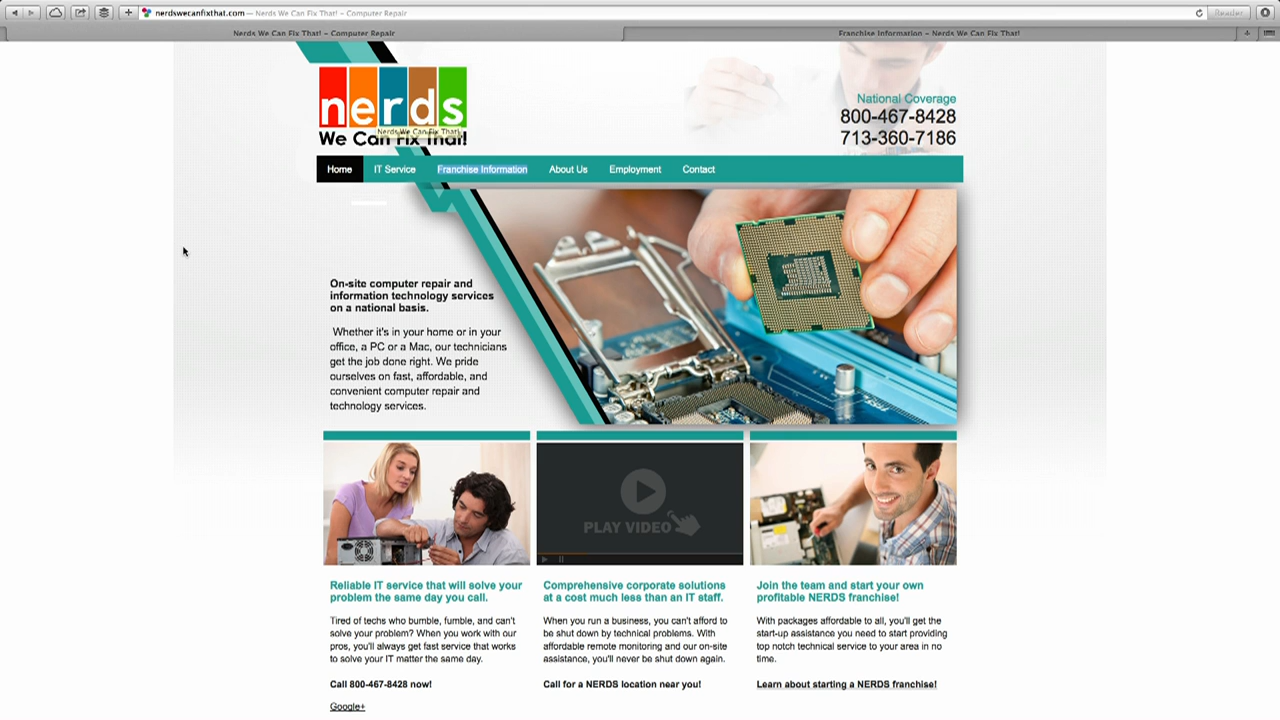 nerdswecanfixthat.com — Nerds We Can Fix That! – Computer Repair
Reader
Nerds We Can Fix That! – Computer Repair
Franchise Information – Nerds We Can Fix That!
nerds
Nerds We Can Fix That!
We Can Fix That!
National Coverage
800-467-8428
713-360-7186
Home IT Service Franchise Information About Us Employment Contact
On-site computer repair and
information technology services
on a national basis.
Whether it's in your home or in your
office, a PC or a Mac, our technicians
get the job done right. We pride
ourselves on fast, affordable, and
convenient computer repair and
technology services.
PLAY VIDEO
Reliable IT service that will solve your
problem the same day you call.
Tired of techs who bumble, fumble, and can't
solve your problem? When you work with our
pros, you'll always get fast service that works
to solve your IT matter the same day.
Call 800-467-8428 now!
Google+
Comprehensive corporate solutions
at a cost much less than an IT staff.
When you run a business, you can't afford to
be shut down by technical problems. With
affordable remote monitoring and our on-site
assistance, you'll never be shut down again.
Call for a NERDS location near you!
Join the team and start your own
profitable NERDS franchise!
With packages affordable to all, you'll get the
start-up assistance you need to start providing
top notch technical service to your area in no
time.
Learn about starting a NERDS franchise!